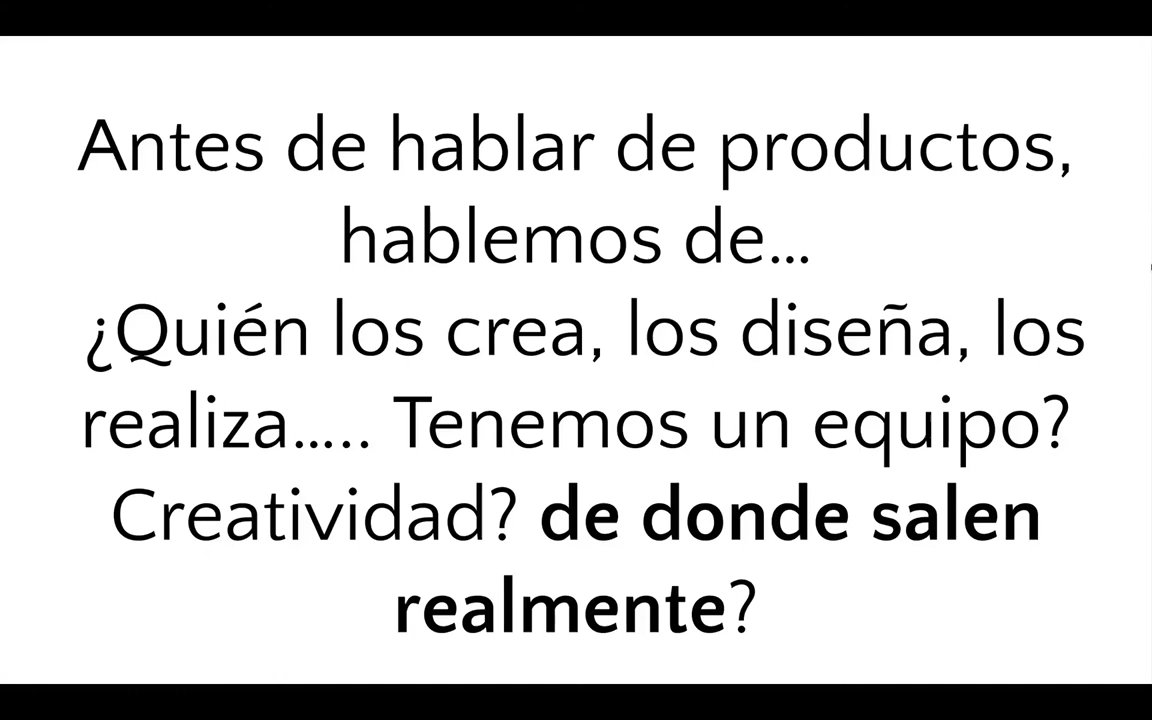 Antes de hablar de productos,
hablemos de...
¿Quién los crea, los diseña, los
realiza..... Tenemos un equipo?
Creatividad? de donde salen
realmente?